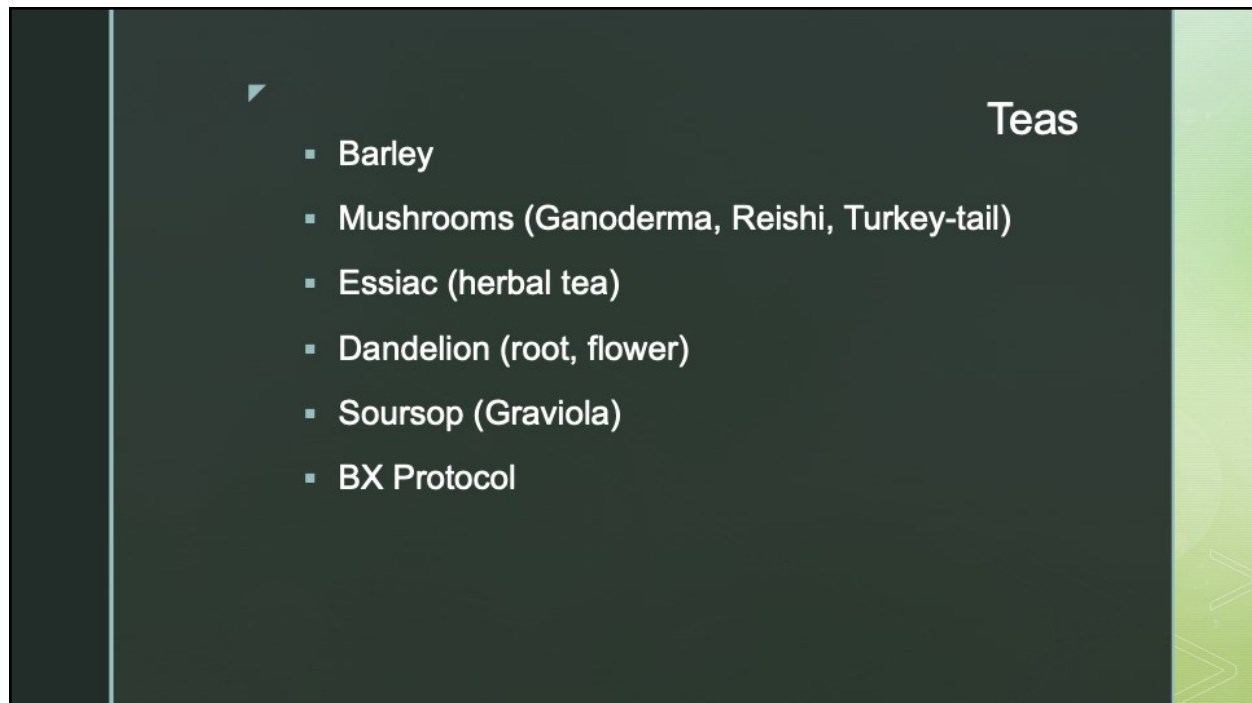 Teas
▪ Barley
▪ Mushrooms (Ganoderma, Reishi, Turkey-tail)
▪ Essiac (herbal tea)
▪ Dandelion (root, flower)
▪ Soursop (Graviola)
▪ BX Protocol